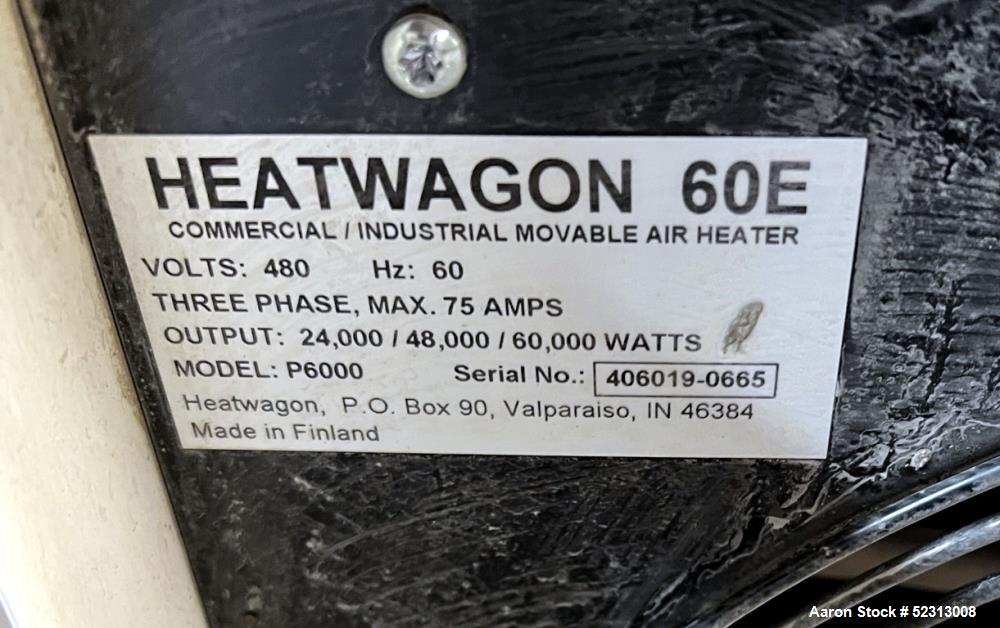 HEATWAGON 60E
COMMERCIAL / INDUSTRIAL MOVABLE AIR HEATER
VOLTS: 480 Hz: 60
THREE PHASE, MAX. 75 AMPS
OUTPUT: 24,000 / 48,000 / 60,000 WATTS
MODEL: P6000 Serial No.: 406019-0665
Heatwagon, P.O. Box 90, Valparaiso, IN 46384
Made in Finland
Aaron Stock # 52313008